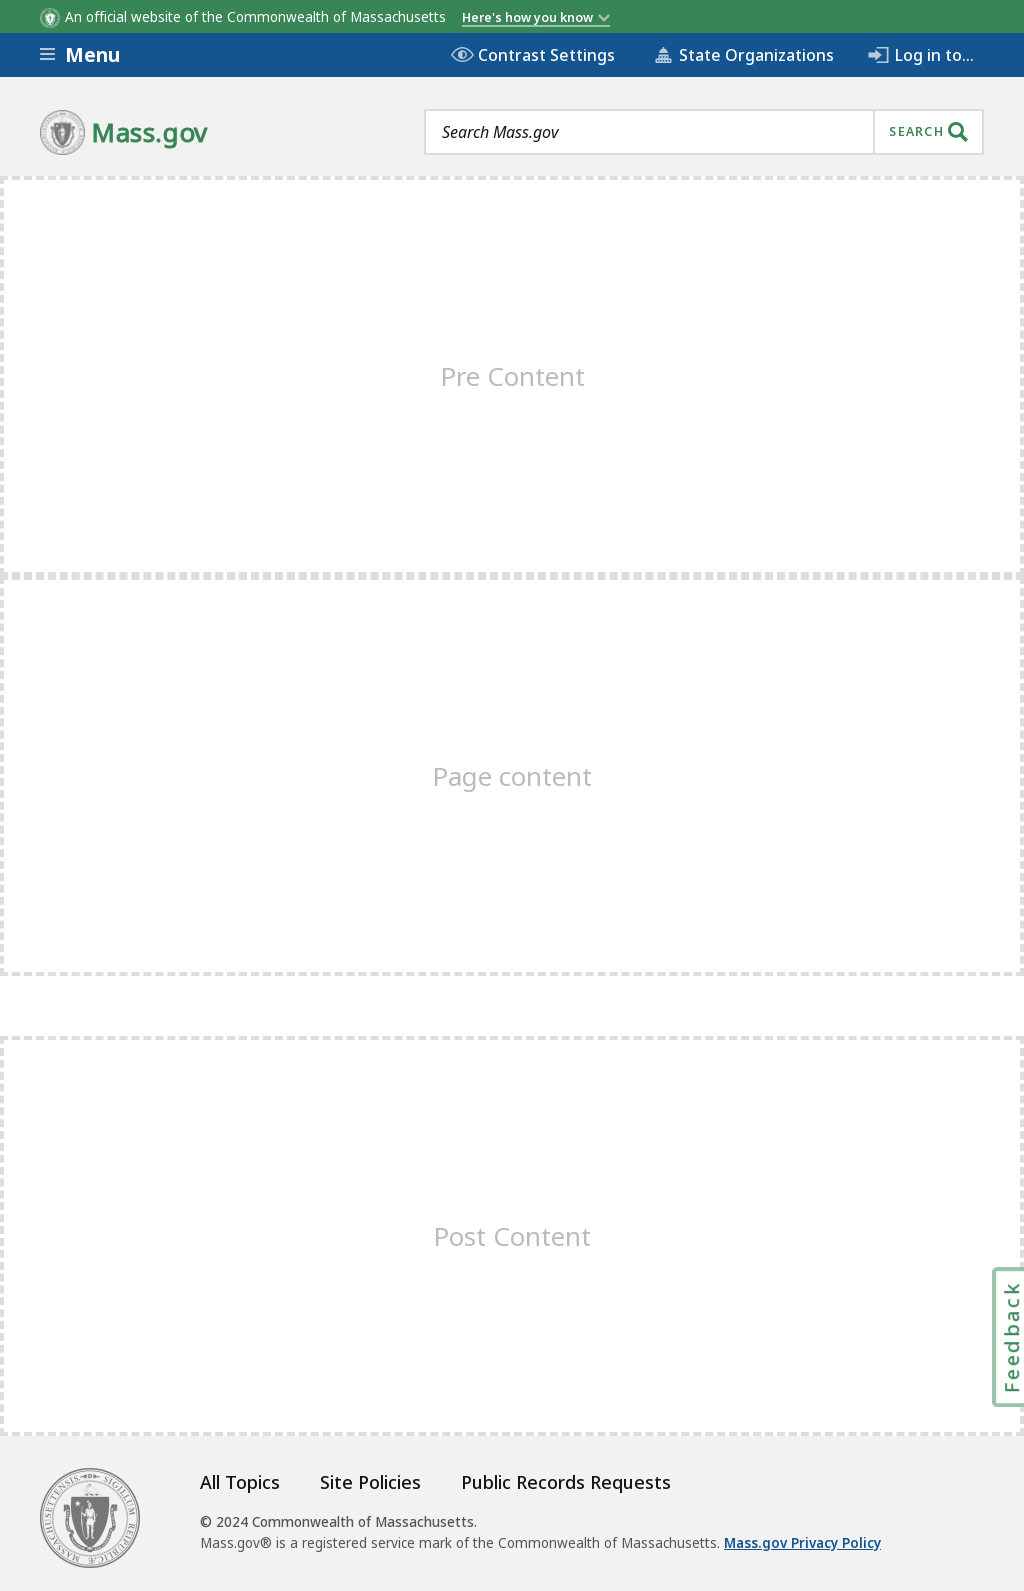 An official website of the Commonwealth of Massachusetts Here's how you know
Menu Contrast Settings State Organizations Log in to...
Mass.gov Search Mass.gov SEARCH
Pre Content
Page content
Post Content
Feedback
All Topics Site Policies Public Records Requests
© 2024 Commonwealth of Massachusetts.
Mass.gov® is a registered service mark of the Commonwealth of Massachusetts. Mass.gov Privacy Policy